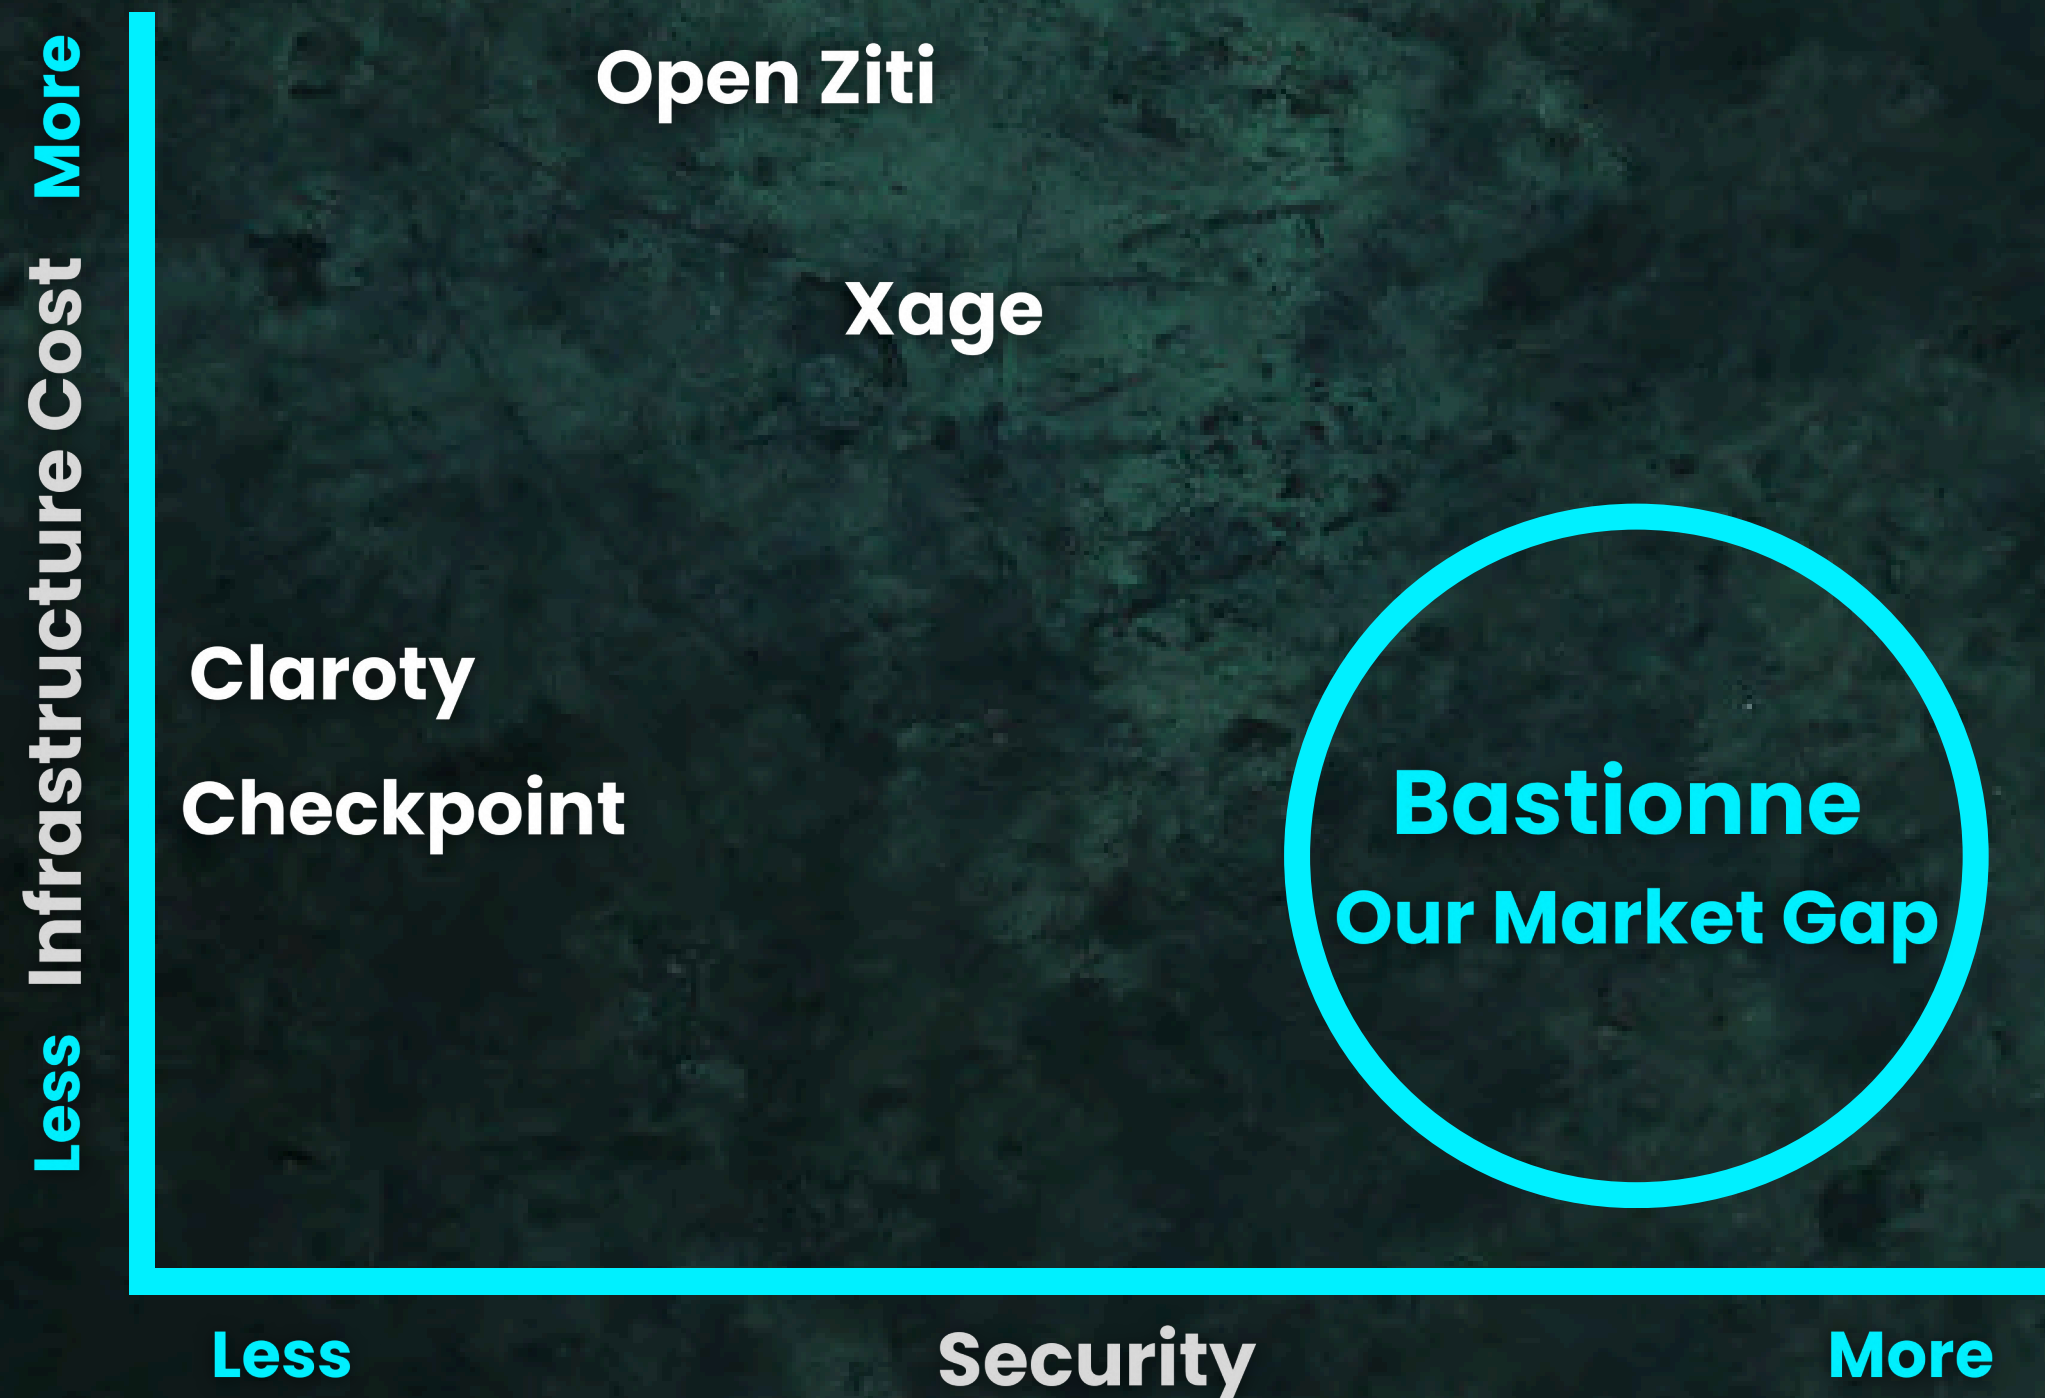 More
Infrastructure Cost
Less
Open Ziti
Xage
Claroty
Checkpoint
Bastionne
Our Market Gap
Less
Security
More